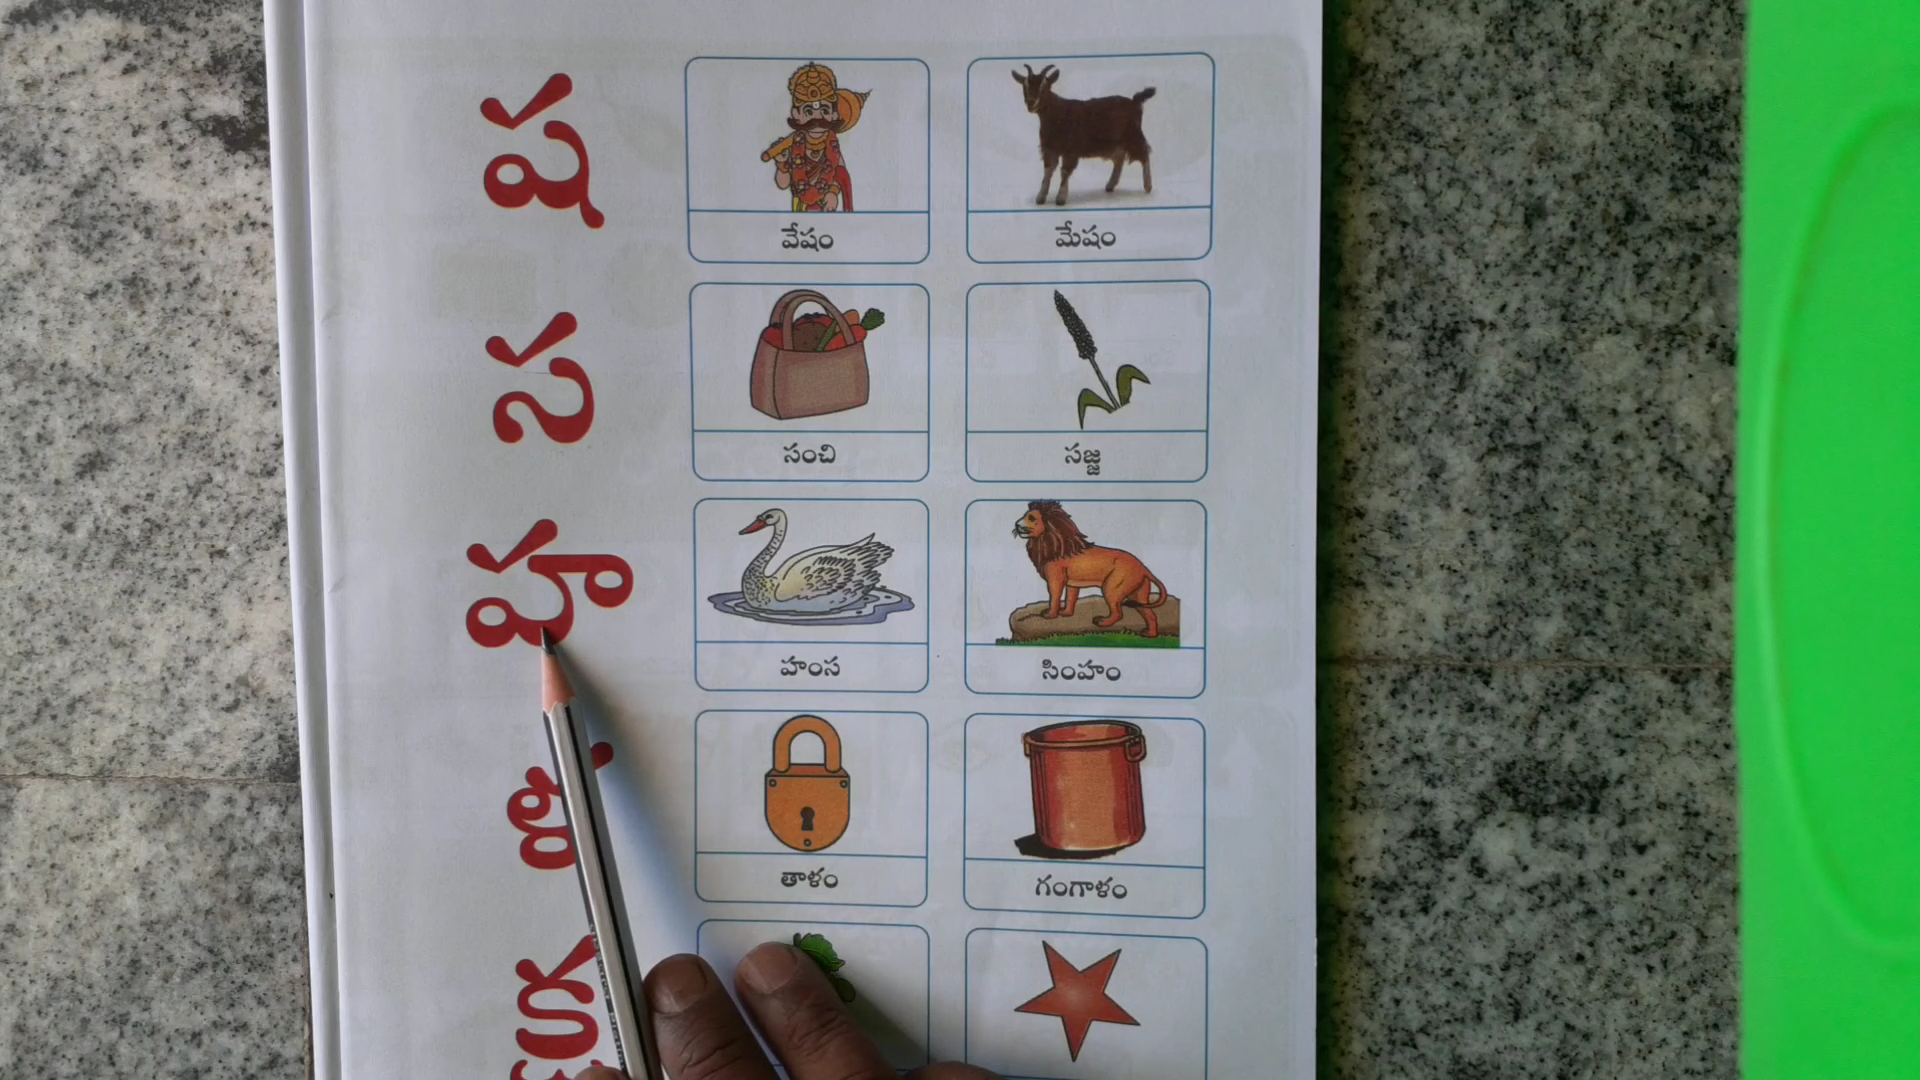 ష
వేషం మేషం
స
సంచి సజ్జ
హ
హంస సింహం
ళ
తాళం గంగాళం
క్ష